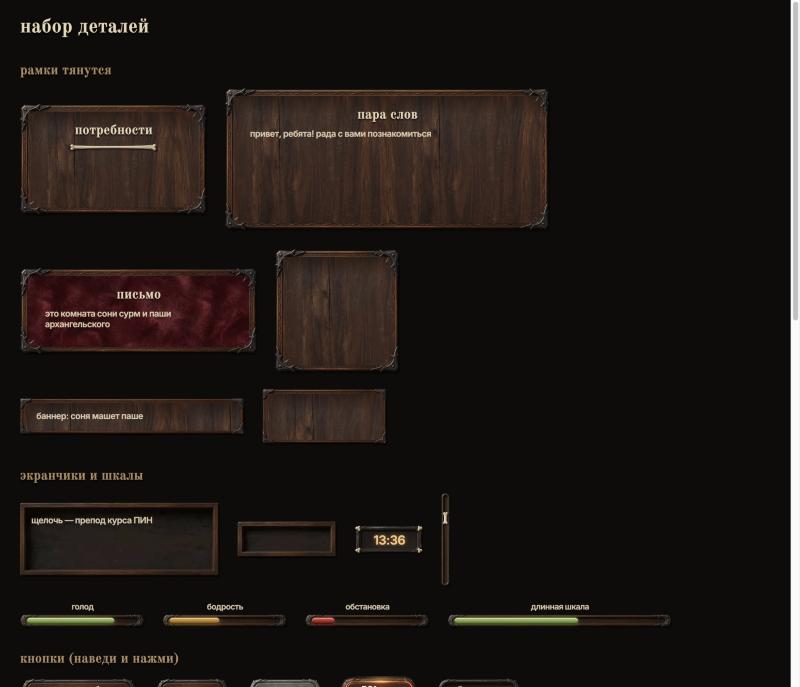 набор деталей
рамки тянутся
потребности
пара слов
привет, ребята! рада с вами познакомиться
письмо
это комната сони сурм и паши
архангельского
баннер: соня машет паше
экранчики и шкалы
щелочь — препод курса ПИН
13:36
голод
бодрость
обстановка
длинная шкала
кнопки (наведи и нажми)